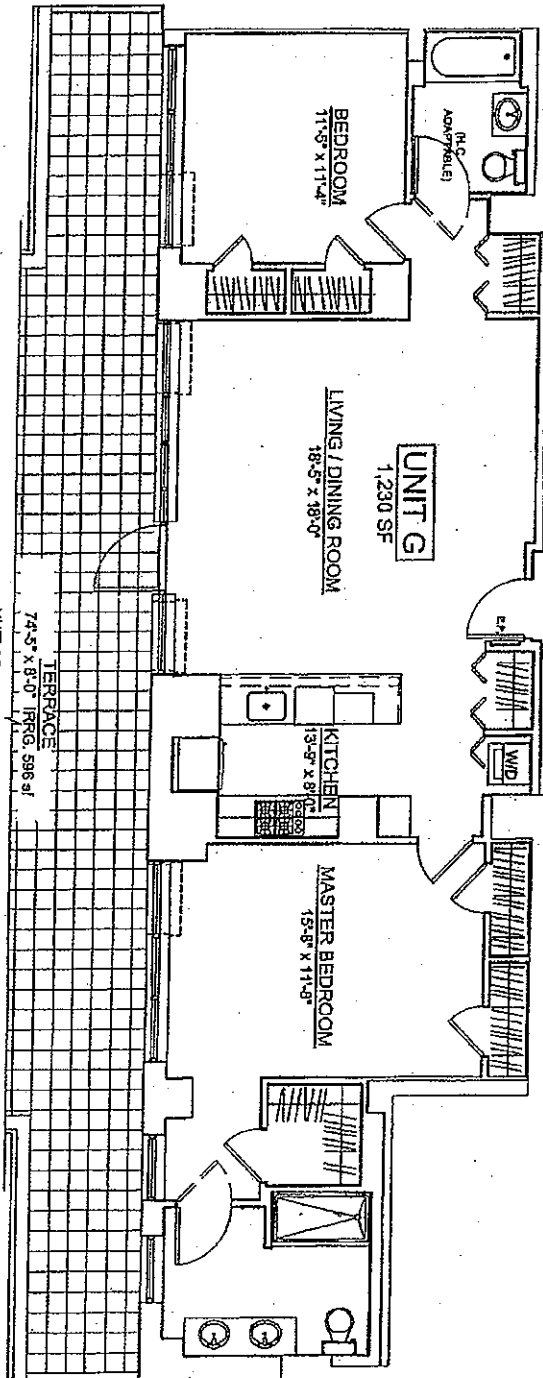 (H.C.
ADAPTABLE)
BEDROOM
11'-5" x 11'-4"
UNIT G
1,230 SF
LIVING / DINING ROOM
18'-5" x 18'-0"
E.P.
W/D
KITCHEN
13'-9" x 8'-0"
MASTER BEDROOM
15'-8" x 11'-8"
TERRACE
74'-5" x 8'-0" IRRG. 596 sf